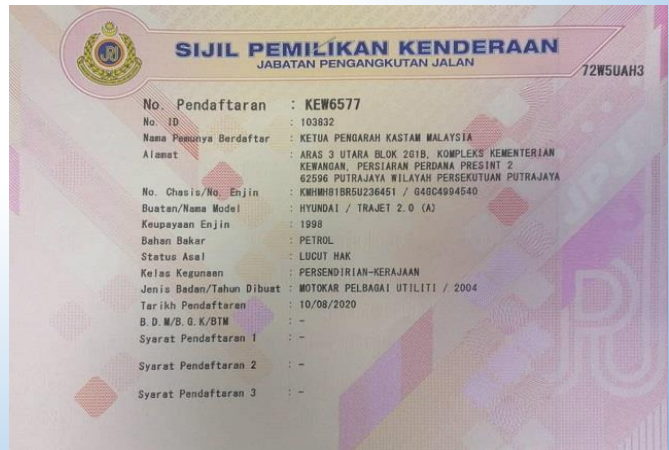 SIJIL PEMILIKAN KENDERAAN
JABATAN PENGANGKUTAN JALAN
72W5UAH3
No. Pendaftaran : KEW6577
No. ID : 103832
Nama Pemunya Berdaftar : KETUA PENGARAH KASTAM MALAYSIA
Alamat : ARAS 3 UTARA BLOK 2G1B, KOMPLEKS KEMENTERIAN
KEWANGAN, PERSIARAN PERDANA PRESINT 2
62596 PUTRAJAYA WILAYAH PERSEKUTUAN PUTRAJAYA
No. Chasis/No. Enjin : KMHMH81BR5U236451 / G4GC4994540
Buatan/Nama Model : HYUNDAI / TRAJET 2.0 (A)
Keupayaan Enjin : 1998
Bahan Bakar : PETROL
Status Asal : LUCUT HAK
Kelas Kegunaan : PERSENDIRIAN-KERAJAAN
Jenis Badan/Tahun Dibuat : MOTOKAR PELBAGAI UTILITI / 2004
Tarikh Pendaftaran : 10/08/2020
B.D.M/B.G.K/BTM : -
Syarat Pendaftaran 1 : -
Syarat Pendaftaran 2 : -
Syarat Pendaftaran 3 : -